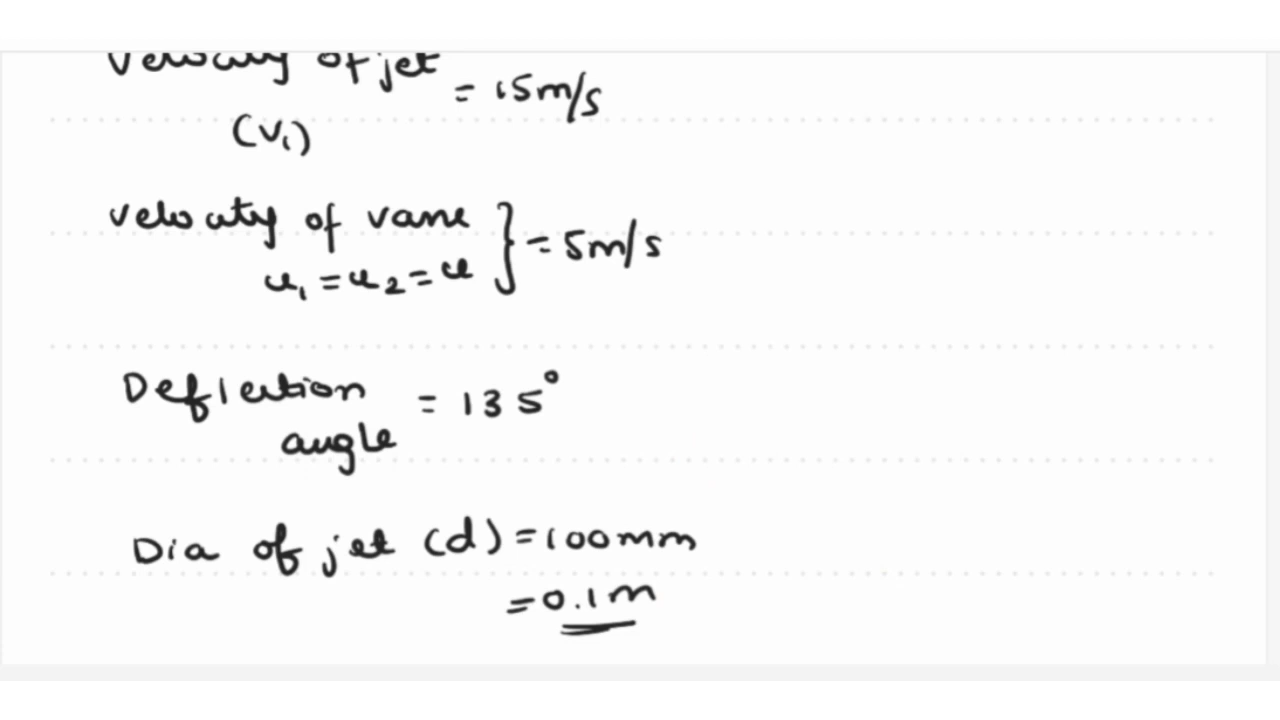 Velocity of jet = 15m/s
(V₁)
velocity of vane } = 5m/s
u₁ = u₂ = u
Deflection = 135°
angle
Dia of jet (d) = 100mm
= 0.1m